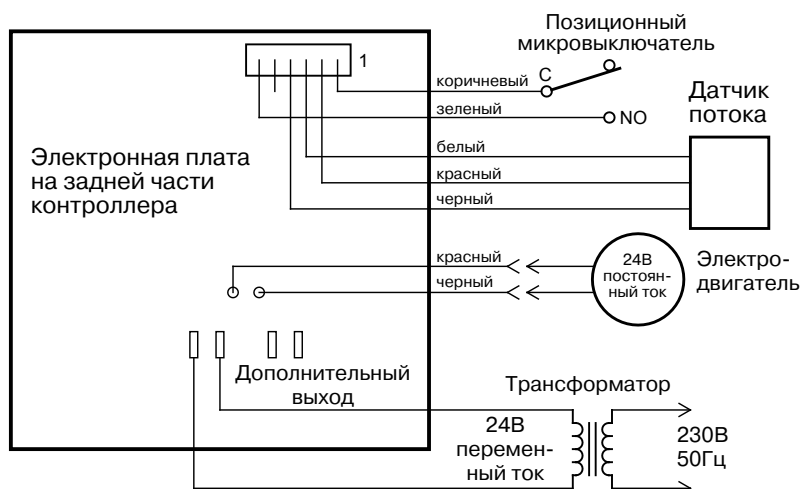 Позиционный
микровыключатель
1
коричневый
C
Датчик
потока
зеленый
NO
белый
Электронная плата
на задней части
контроллера
красный
черный
красный
24В
постоян-
ный ток
Электро-
двигатель
черный
Дополнительный
выход
Трансформатор
24В
перемен-
ный ток
230В
50Гц